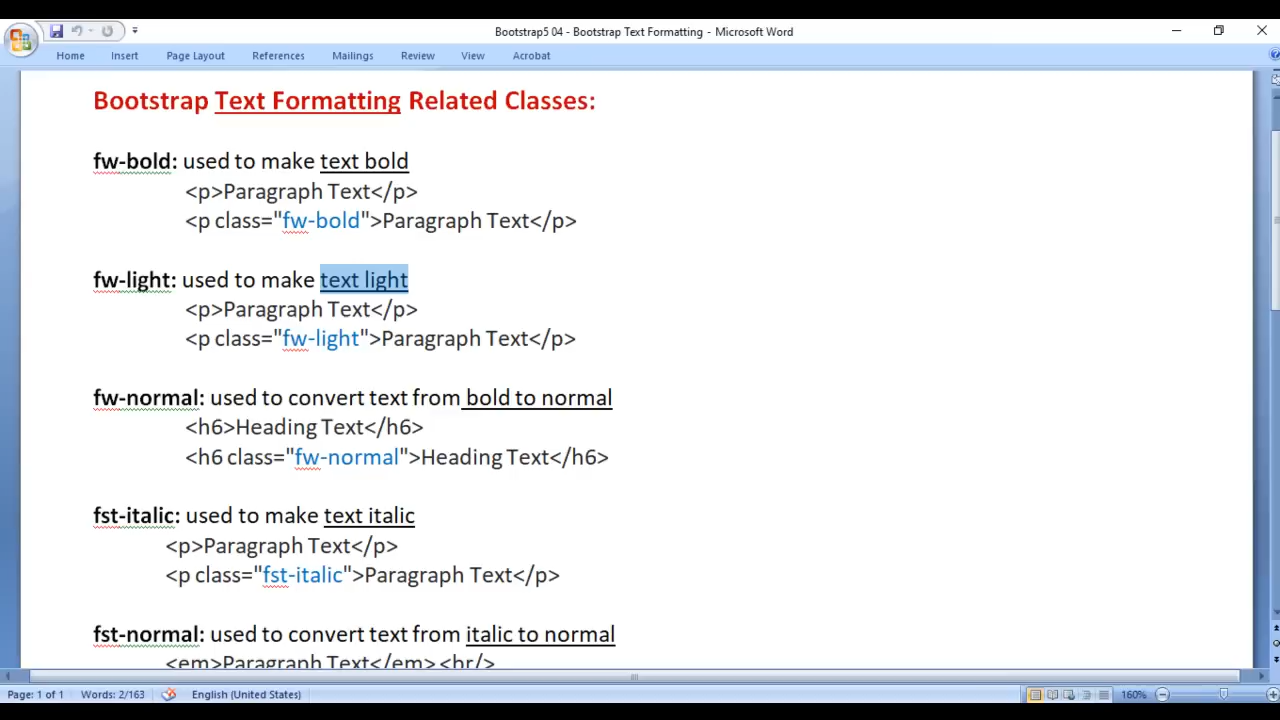 Bootstrap5 04 - Bootstrap Text Formatting - Microsoft Word
Home Insert Page Layout References Mailings Review View Acrobat
Bootstrap Text Formatting Related Classes:
fw-bold: used to make text bold
<p>Paragraph Text</p>
<p class="fw-bold">Paragraph Text</p>
fw-light: used to make text light
<p>Paragraph Text</p>
<p class="fw-light">Paragraph Text</p>
fw-normal: used to convert text from bold to normal
<h6>Heading Text</h6>
<h6 class="fw-normal">Heading Text</h6>
fst-italic: used to make text italic
<p>Paragraph Text</p>
<p class="fst-italic">Paragraph Text</p>
fst-normal: used to convert text from italic to normal
<em>Paragraph Text</em> <br/>
Page: 1 of 1 Words: 2/163 English (United States) 160%